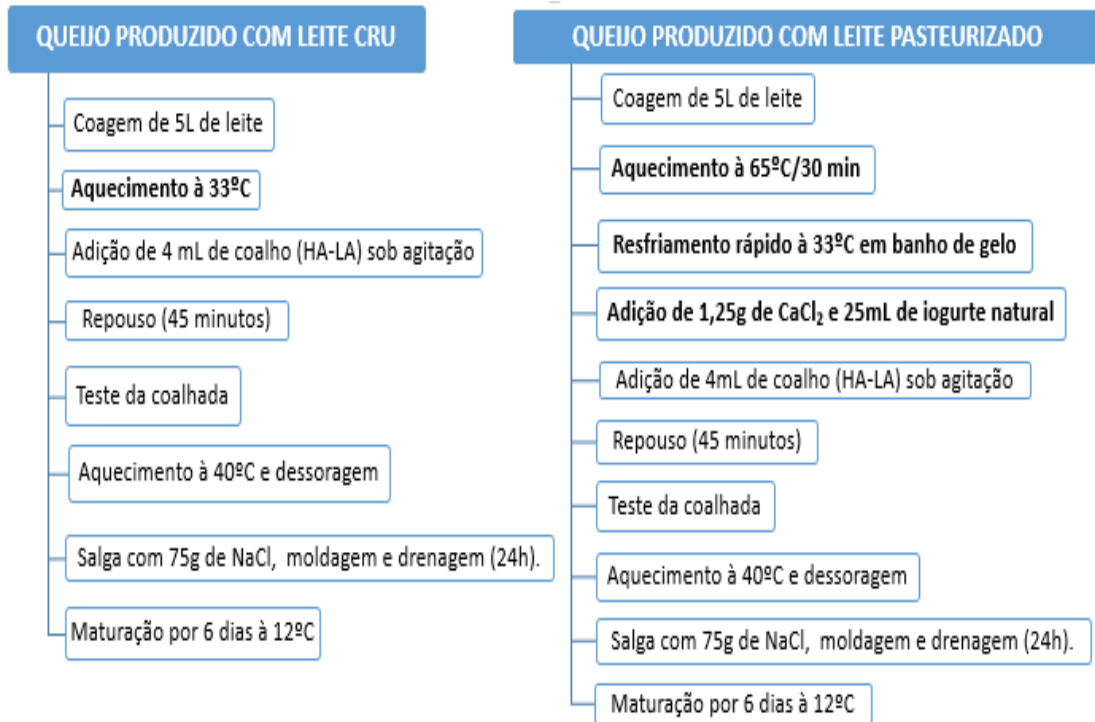 QUEIJO PRODUZIDO COM LEITE CRU
Coagem de 5L de leite
Aquecimento à 33ºC
Adição de 4 mL de coalho (HA-LA) sob agitação
Repouso (45 minutos)
Teste da coalhada
Aquecimento à 40ºC e dessoragem
Salga com 75g de NaCl, moldagem e drenagem (24h).
Maturação por 6 dias à 12ºC
QUEIJO PRODUZIDO COM LEITE PASTEURIZADO
Coagem de 5L de leite
Aquecimento à 65ºC/30 min
Resfriamento rápido à 33ºC em banho de gelo
Adição de 1,25g de CaCl₂ e 25mL de iogurte natural
Adição de 4mL de coalho (HA-LA) sob agitação
Repouso (45 minutos)
Teste da coalhada
Aquecimento à 40ºC e dessoragem
Salga com 75g de NaCl, moldagem e drenagem (24h).
Maturação por 6 dias à 12ºC